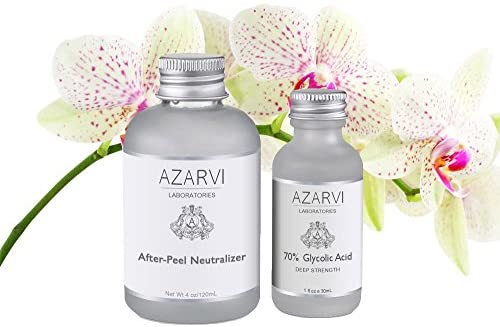 AZARVI
LABORATORIES
A
After-Peel Neutralizer
Net Wt 4 oz/120mL
AZARVI
LABORATORIES
A
70% Glycolic Acid
DEEP STRENGTH
1 fl oz ℮ 30mL